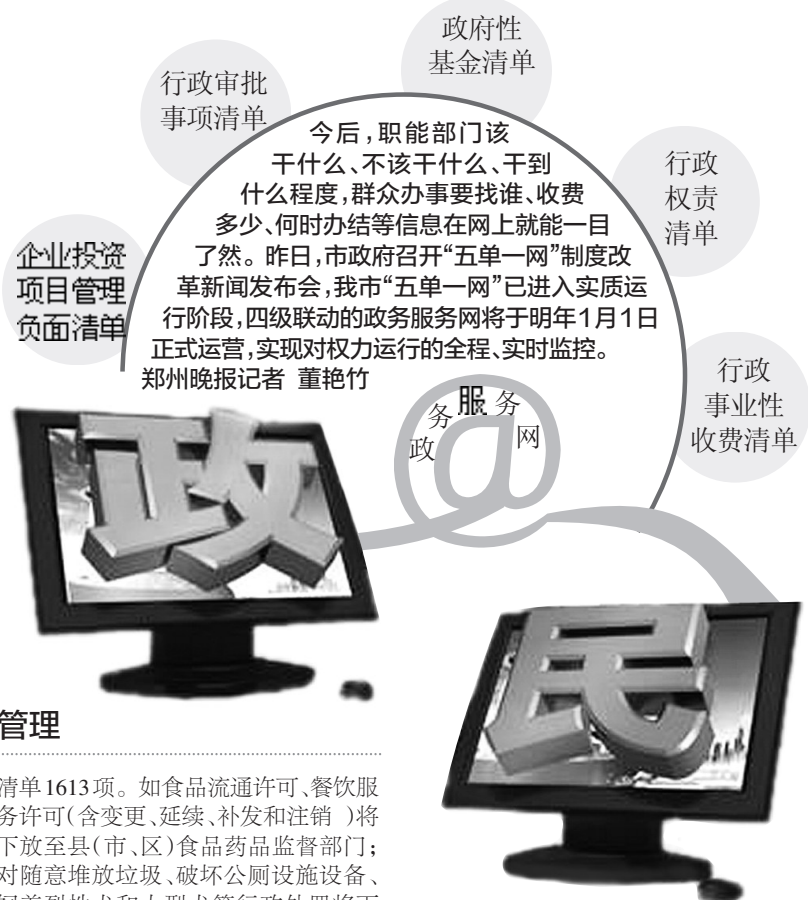 政府性
基金清单
行政审批
事项清单
行政
权责
清单
企业投资
项目管理
负面清单
行政
事业性
收费清单
今后,职能部门该
干什么、不该干什么、干到
什么程度,群众办事要找谁、收费
多少、何时办结等信息在网上就能一目
了然。昨日,市政府召开“五单一网”制度改
革新闻发布会,我市“五单一网”已进入实质运
行阶段,四级联动的政务服务网将于明年1月1日
正式运营,实现对权力运行的全程、实时监控。
郑州晚报记者 董艳竹
政务服务网
@
政
民
管理
清单1613项。如食品流通许可、餐饮服
务许可(含变更、延续、补发和注销 )将
下放至县(市、区)食品药品监督部门;
对随意堆放垃圾、破坏公厕设施设备、